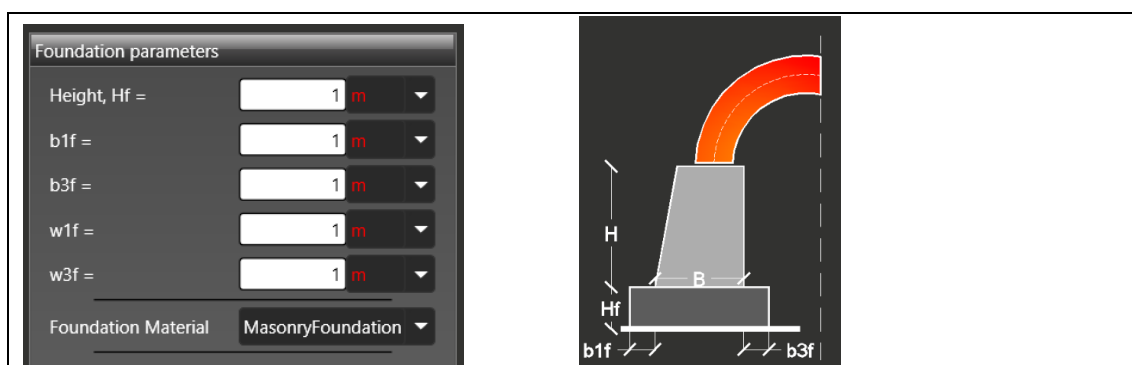 Foundation parameters
Height, Hf = 1 m
b1f = 1 m
b3f = 1 m
w1f = 1 m
w3f = 1 m
Foundation Material MasonryFoundation
H
B
Hf
b1f b3f